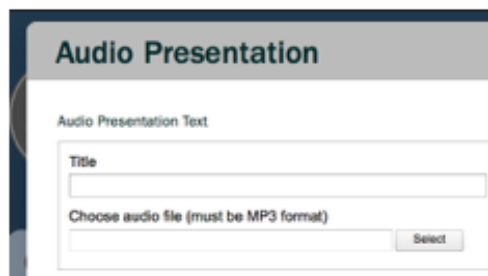 Audio Presentation
Audio Presentation Text
Title
Choose audio file (must be MP3 format)
Select